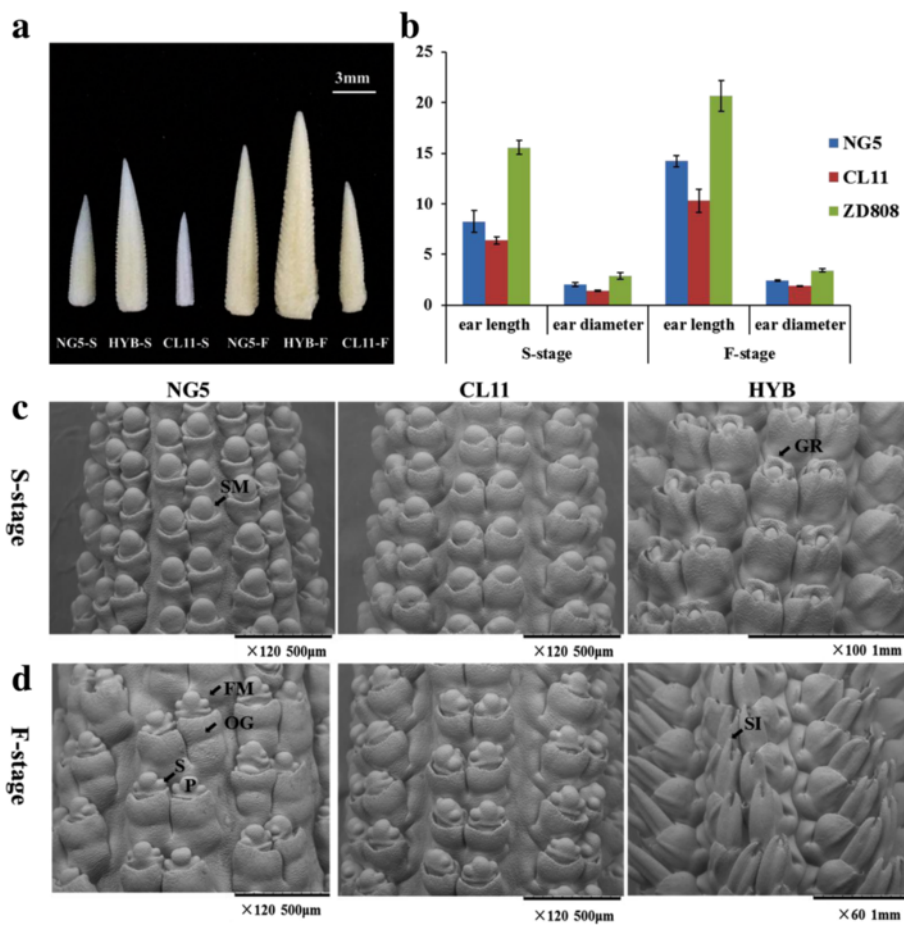 a
3mm
NG5-S HYB-S CL11-S NG5-F HYB-F CL11-F
b
25
20
15
10
5
0
NG5
CL11
ZD808
ear length ear diameter ear length ear diameter
S-stage F-stage
NG5 CL11 HYB
c
S-stage
SM
GR
×120 500μm ×120 500μm ×100 1mm
d
F-stage
FM
OG
S
P
SI
×120 500μm ×120 500μm ×60 1mm